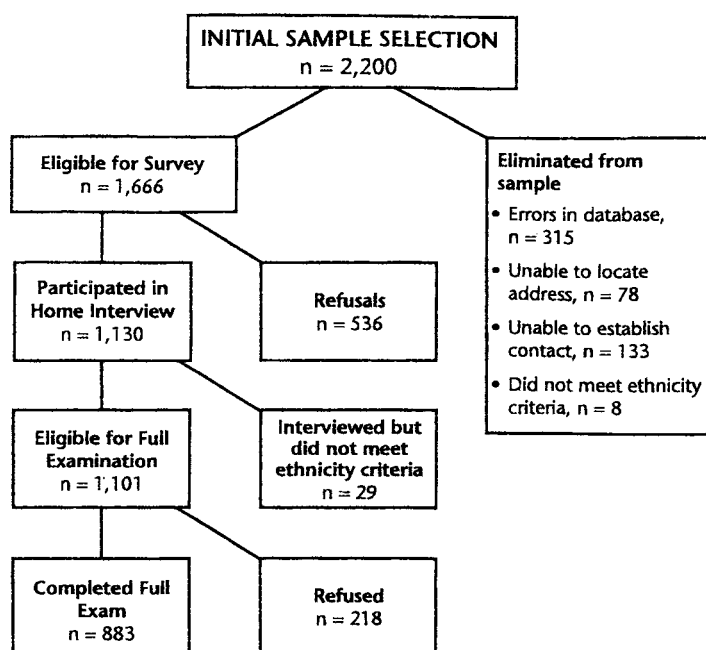 INITIAL SAMPLE SELECTION
n = 2,200
Eligible for Survey
n = 1,666
Eliminated from
sample
• Errors in database,
n = 315
• Unable to locate
address, n = 78
• Unable to establish
contact, n = 133
• Did not meet ethnicity
criteria, n = 8
Participated in
Home Interview
n = 1,130
Refusals
n = 536
Eligible for Full
Examination
n = 1,101
Interviewed but
did not meet
ethnicity criteria
n = 29
Completed Full
Exam
n = 883
Refused
n = 218